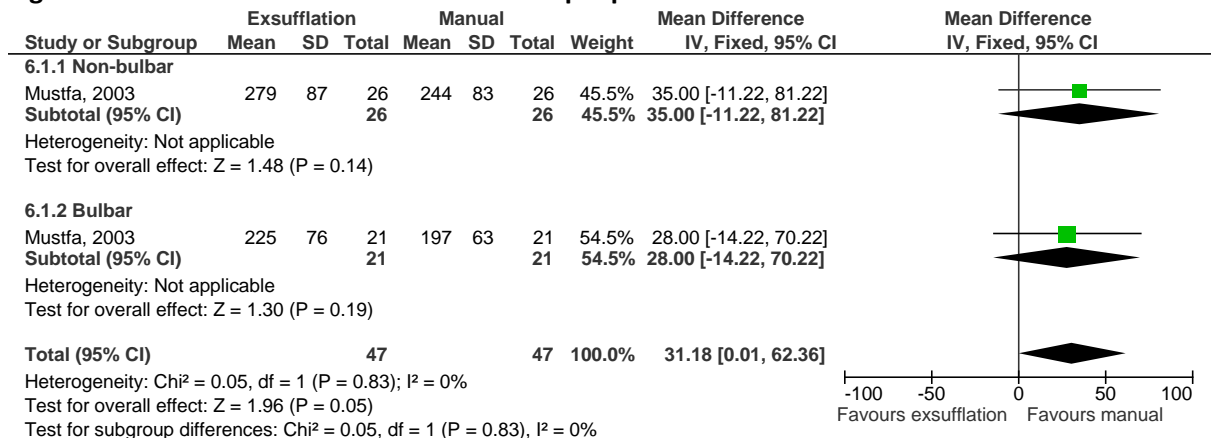 Exsufflation Manual Mean Difference Mean Difference
Study or Subgroup Mean SD Total Mean SD Total Weight IV, Fixed, 95% CI IV, Fixed, 95% CI
6.1.1 Non-bulbar
Mustfa, 2003 279 87 26 244 83 26 45.5% 35.00 [-11.22, 81.22]
Subtotal (95% CI) 26 26 45.5% 35.00 [-11.22, 81.22]
Heterogeneity: Not applicable
Test for overall effect: Z = 1.48 (P = 0.14)
6.1.2 Bulbar
Mustfa, 2003 225 76 21 197 63 21 54.5% 28.00 [-14.22, 70.22]
Subtotal (95% CI) 21 21 54.5% 28.00 [-14.22, 70.22]
Heterogeneity: Not applicable
Test for overall effect: Z = 1.30 (P = 0.19)
Total (95% CI) 47 47 100.0% 31.18 [0.01, 62.36]
Heterogeneity: Chi² = 0.05, df = 1 (P = 0.83); I² = 0%
Test for overall effect: Z = 1.96 (P = 0.05)
Test for subgroup differences: Chi² = 0.05, df = 1 (P = 0.83), I² = 0%
-100 -50 0 50 100
Favours exsufflation Favours manual